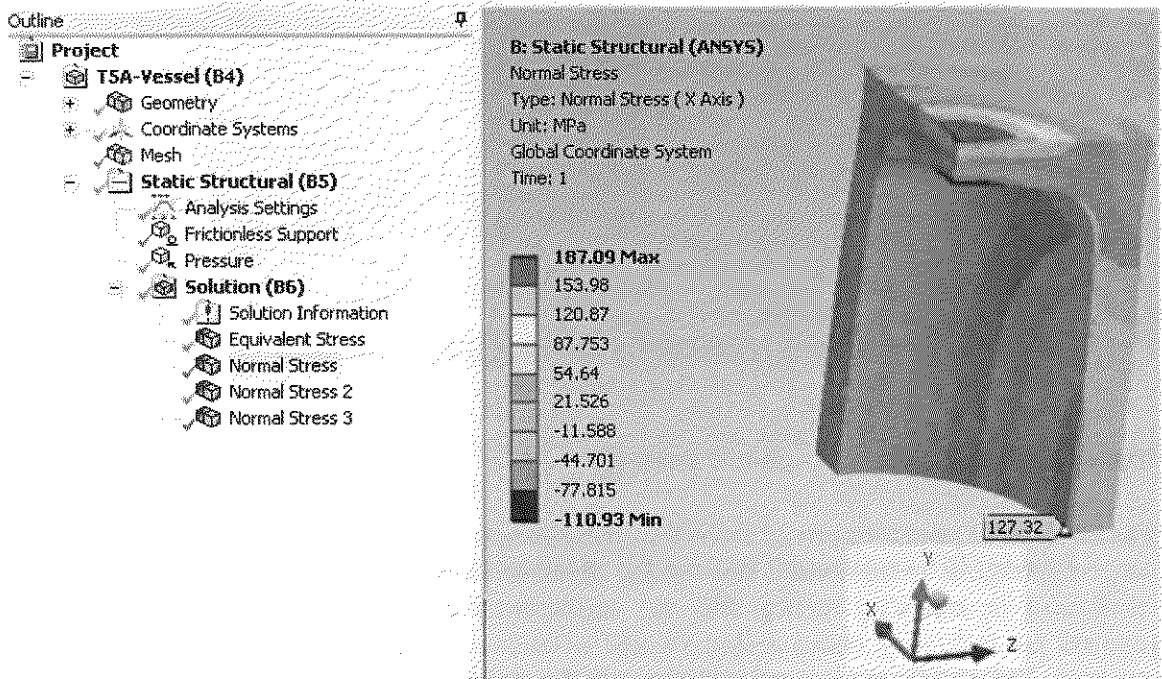 Outline
Project
T5A-Vessel (B4)
Geometry
Coordinate Systems
Mesh
Static Structural (B5)
Analysis Settings
Frictionless Support
Pressure
Solution (B6)
Solution Information
Equivalent Stress
Normal Stress
Normal Stress 2
Normal Stress 3
B: Static Structural (ANSYS)
Normal Stress
Type: Normal Stress ( X Axis )
Unit: MPa
Global Coordinate System
Time: 1
187.09 Max
153.98
120.87
87.753
54.64
21.526
-11.588
-44.701
-77.815
-110.93 Min
127.32
Y
X
Z